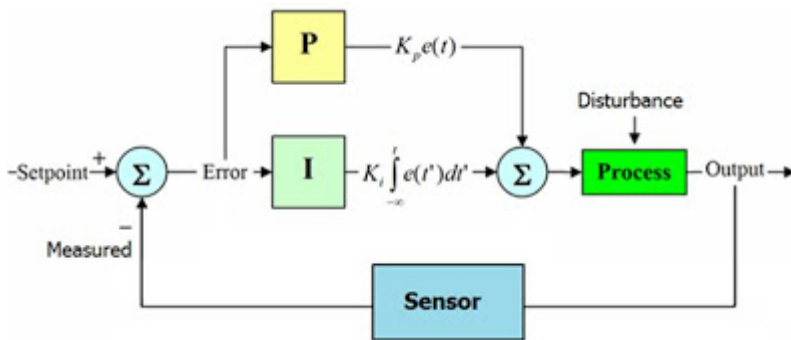 P
K_p e(t)
Disturbance
Setpoint
+
Σ
Error
I
K_i ∫_{-∞}^{t} e(t')dt'
Σ
Process
Output
−
Measured
Sensor